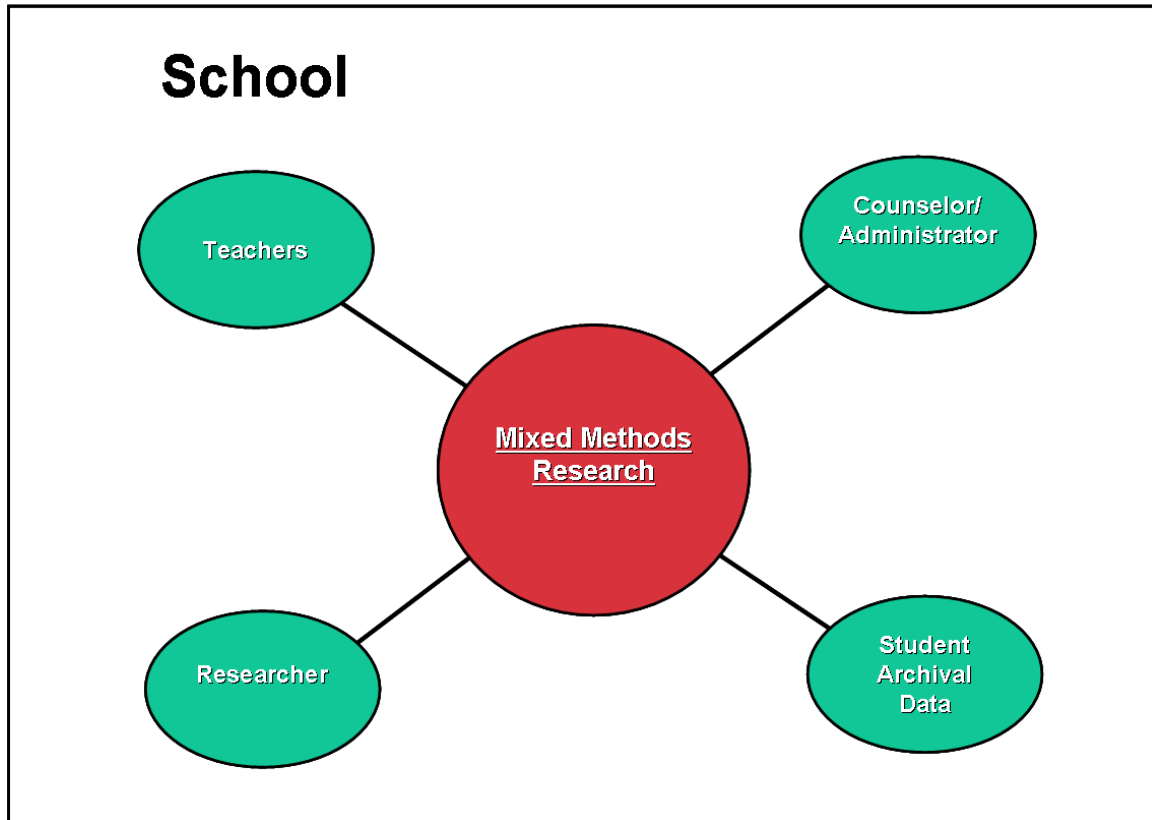 School
Teachers
Counselor/
Administrator
Mixed Methods
Research
Researcher
Student
Archival
Data